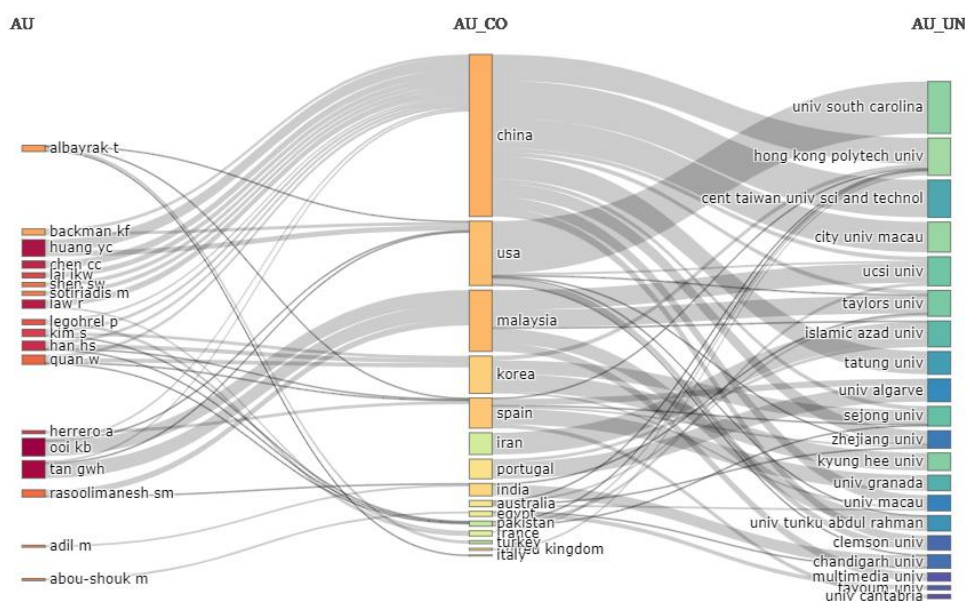 AU
AU_CO
AU_UN
albayrak t
backman kf
huang yc
chen cc
lai ikw
shen sw
sotiriadis m
law r
legohrel p
kim s
han hs
quan w
herrero a
ooi kb
tan gwh
rasoolimanesh sm
adil m
abou-shouk m
china
usa
malaysia
korea
spain
iran
portugal
india
australia
egypt
pakistan
france
turkey
united kingdom
italy
univ south carolina
hong kong polytech univ
cent taiwan univ sci and technol
city univ macau
ucsi univ
taylors univ
islamic azad univ
tatung univ
univ algarve
sejong univ
zhejiang univ
kyung hee univ
univ granada
univ macau
univ tunku abdul rahman
clemson univ
chandigarh univ
multimedia univ
fayoum univ
univ cantabria